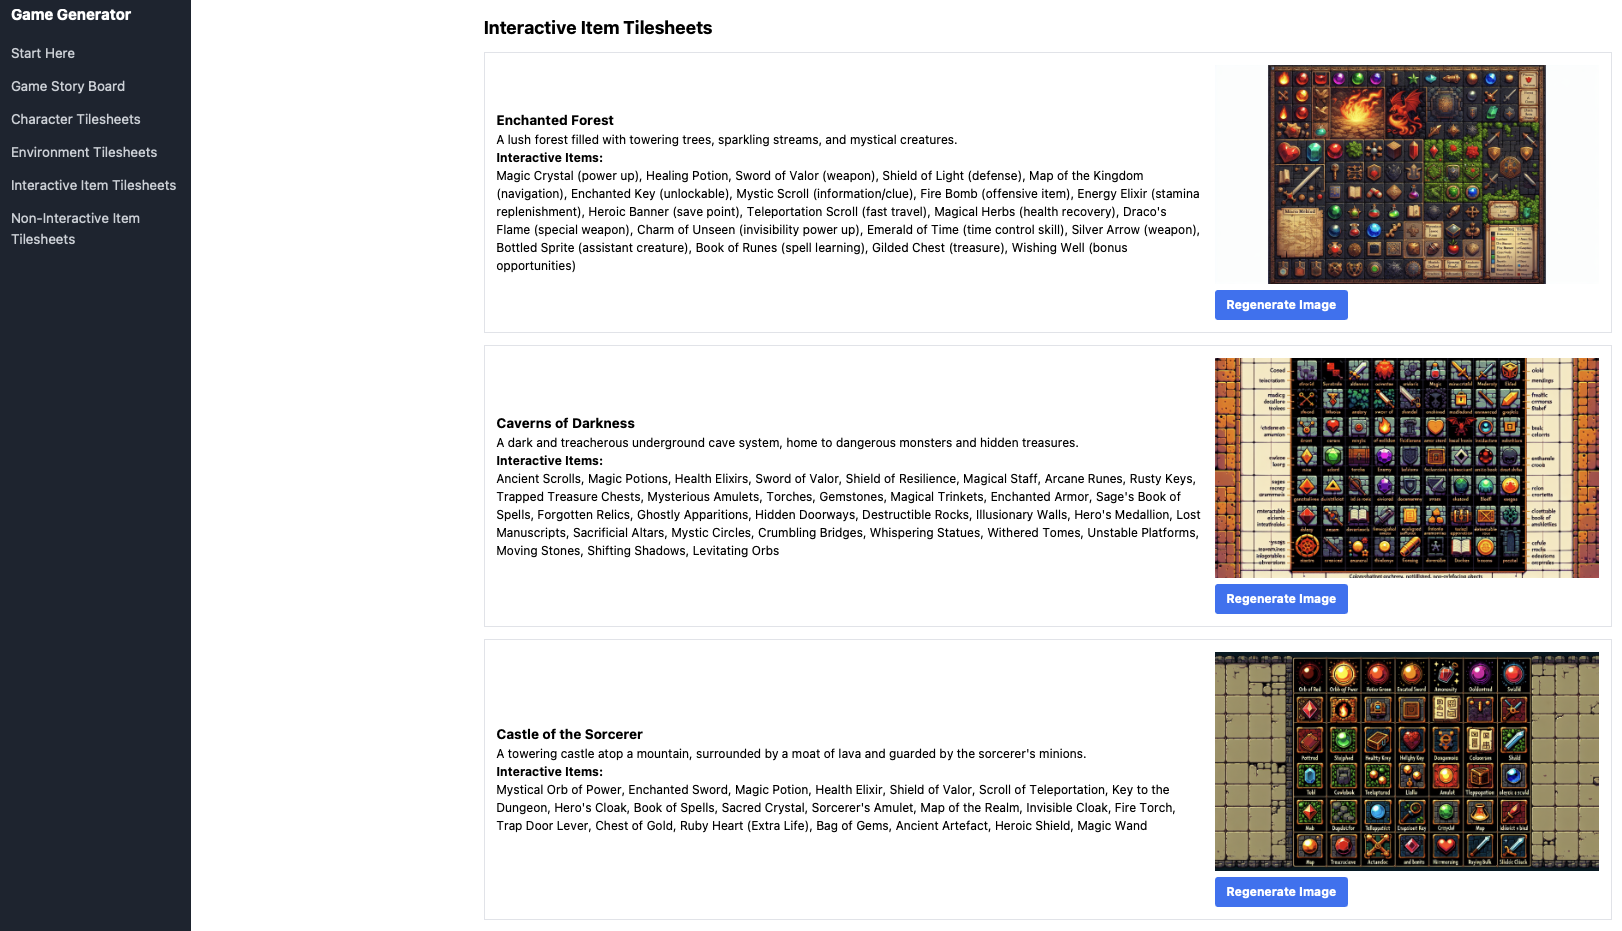 Game Generator
Start Here
Game Story Board
Character Tilesheets
Environment Tilesheets
Interactive Item Tilesheets
Non-Interactive Item
Tilesheets
Interactive Item Tilesheets
Enchanted Forest
A lush forest filled with towering trees, sparkling streams, and mystical creatures.
Interactive Items:
Magic Crystal (power up), Healing Potion, Sword of Valor (weapon), Shield of Light (defense), Map of the Kingdom
(navigation), Enchanted Key (unlockable), Mystic Scroll (information/clue), Fire Bomb (offensive item), Energy Elixir (stamina
replenishment), Heroic Banner (save point), Teleportation Scroll (fast travel), Magical Herbs (health recovery), Draco's
Flame (special weapon), Charm of Unseen (invisibility power up), Emerald of Time (time control skill), Silver Arrow (weapon),
Bottled Sprite (assistant creature), Book of Runes (spell learning), Gilded Chest (treasure), Wishing Well (bonus
opportunities)
Regenerate Image
Caverns of Darkness
A dark and treacherous underground cave system, home to dangerous monsters and hidden treasures.
Interactive Items:
Ancient Scrolls, Magic Potions, Health Elixirs, Sword of Valor, Shield of Resilience, Magical Staff, Arcane Runes, Rusty Keys,
Trapped Treasure Chests, Mysterious Amulets, Torches, Gemstones, Magical Trinkets, Enchanted Armor, Sage's Book of
Spells, Forgotten Relics, Ghostly Apparitions, Hidden Doorways, Destructible Rocks, Illusionary Walls, Hero's Medallion, Lost
Manuscripts, Sacrificial Altars, Mystic Circles, Crumbling Bridges, Whispering Statues, Withered Tomes, Unstable Platforms,
Moving Stones, Shifting Shadows, Levitating Orbs
Regenerate Image
Castle of the Sorcerer
A towering castle atop a mountain, surrounded by a moat of lava and guarded by the sorcerer's minions.
Interactive Items:
Mystical Orb of Power, Enchanted Sword, Magic Potion, Health Elixir, Shield of Valor, Scroll of Teleportation, Key to the
Dungeon, Hero's Cloak, Book of Spells, Sacred Crystal, Sorcerer's Amulet, Map of the Realm, Invisible Cloak, Fire Torch,
Trap Door Lever, Chest of Gold, Ruby Heart (Extra Life), Bag of Gems, Ancient Artefact, Heroic Shield, Magic Wand
Regenerate Image